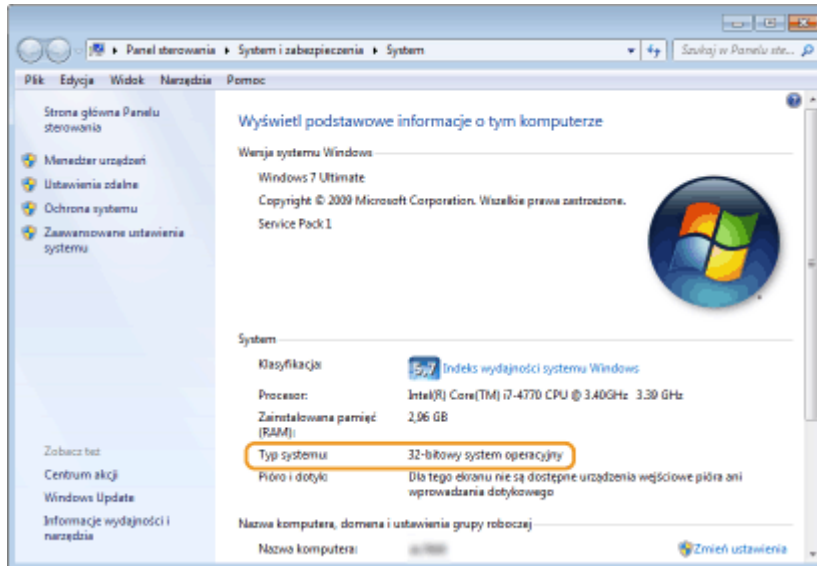 Panel sterowania ▸ System i zabezpieczenia ▸ System
Szukaj w Panelu ste...
Plik Edycja Widok Narzędzia Pomoc
Strona główna Panelu
sterowania
Menedżer urządzeń
Ustawienia zdalne
Ochrona systemu
Zaawansowane ustawienia
systemu
Zobacz też
Centrum akcji
Windows Update
Informacje wydajności i
narzędzia
Wyświetl podstawowe informacje o tym komputerze
Wersja systemu Windows
Windows 7 Ultimate
Copyright © 2009 Microsoft Corporation. Wszelkie prawa zastrzeżone.
Service Pack 1
System
Klasyfikacja:
5,7 Indeks wydajności systemu Windows
Procesor: Intel(R) Core(TM) i7-4770 CPU @ 3.40GHz 3.39 GHz
Zainstalowana pamięć
(RAM): 2,96 GB
Typ systemu: 32-bitowy system operacyjny
Pióro i dotyk: Dla tego ekranu nie są dostępne urządzenia wejściowe pióra ani
wprowadzania dotykowego
Nazwa komputera, domena i ustawienia grupy roboczej
Nazwa komputera:
Zmień ustawienia